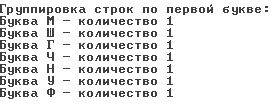 Группировка строк по первой букве:
Буква М — количество 1
Буква Ш — количество 1
Буква Г — количество 1
Буква Ч — количество 1
Буква Н — количество 1
Буква У — количество 1
Буква Ф — количество 1